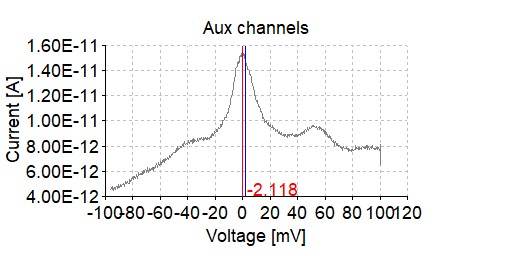 Aux channels
Current [A]
1.60E-11
1.40E-11
1.20E-11
1.00E-11
8.00E-12
6.00E-12
4.00E-12
-2.118
-100 -80 -60 -40 -20 0 20 40 60 80 100 120
Voltage [mV]